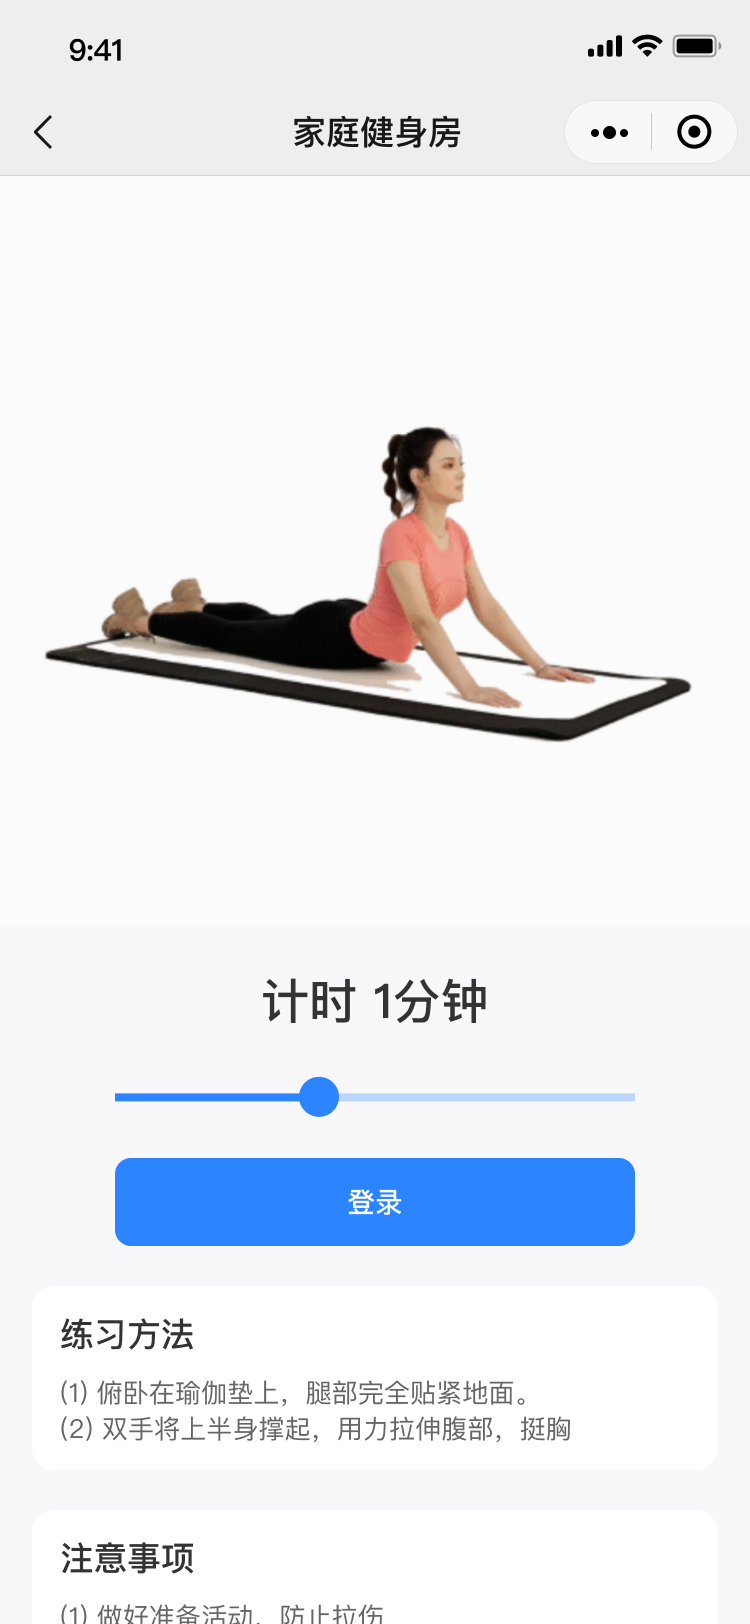 9:41
家庭健身房
计时 1分钟
登录
练习方法
(1) 俯卧在瑜伽垫上，腿部完全贴紧地面。
(2) 双手将上半身撑起，用力拉伸腹部，挺胸
注意事项
(1) 做好准备活动，防止拉伤